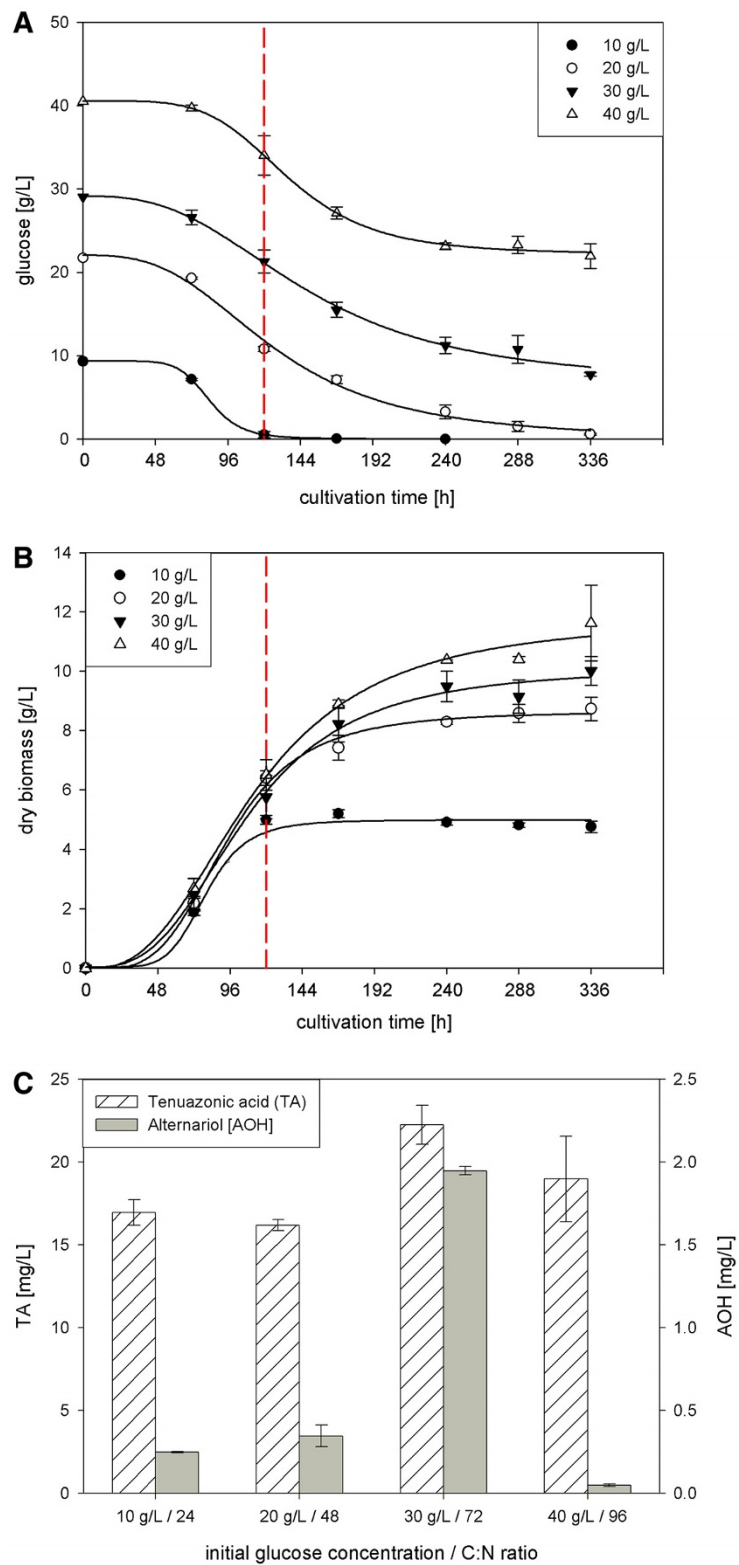 A
50
40
30
20
10
0
glucose [g/L]
10 g/L
20 g/L
30 g/L
40 g/L
0 48 96 144 192 240 288 336
cultivation time [h]
B
14
12
10
8
6
4
2
0
dry biomass [g/L]
10 g/L
20 g/L
30 g/L
40 g/L
0 48 96 144 192 240 288 336
cultivation time [h]
C
25
20
15
10
5
0
TA [mg/L]
Tenuazonic acid (TA)
Alternariol [AOH]
2.5
2.0
1.5
1.0
0.5
0.0
AOH [mg/L]
10 g/L / 24 20 g/L / 48 30 g/L / 72 40 g/L / 96
initial glucose concentration / C:N ratio